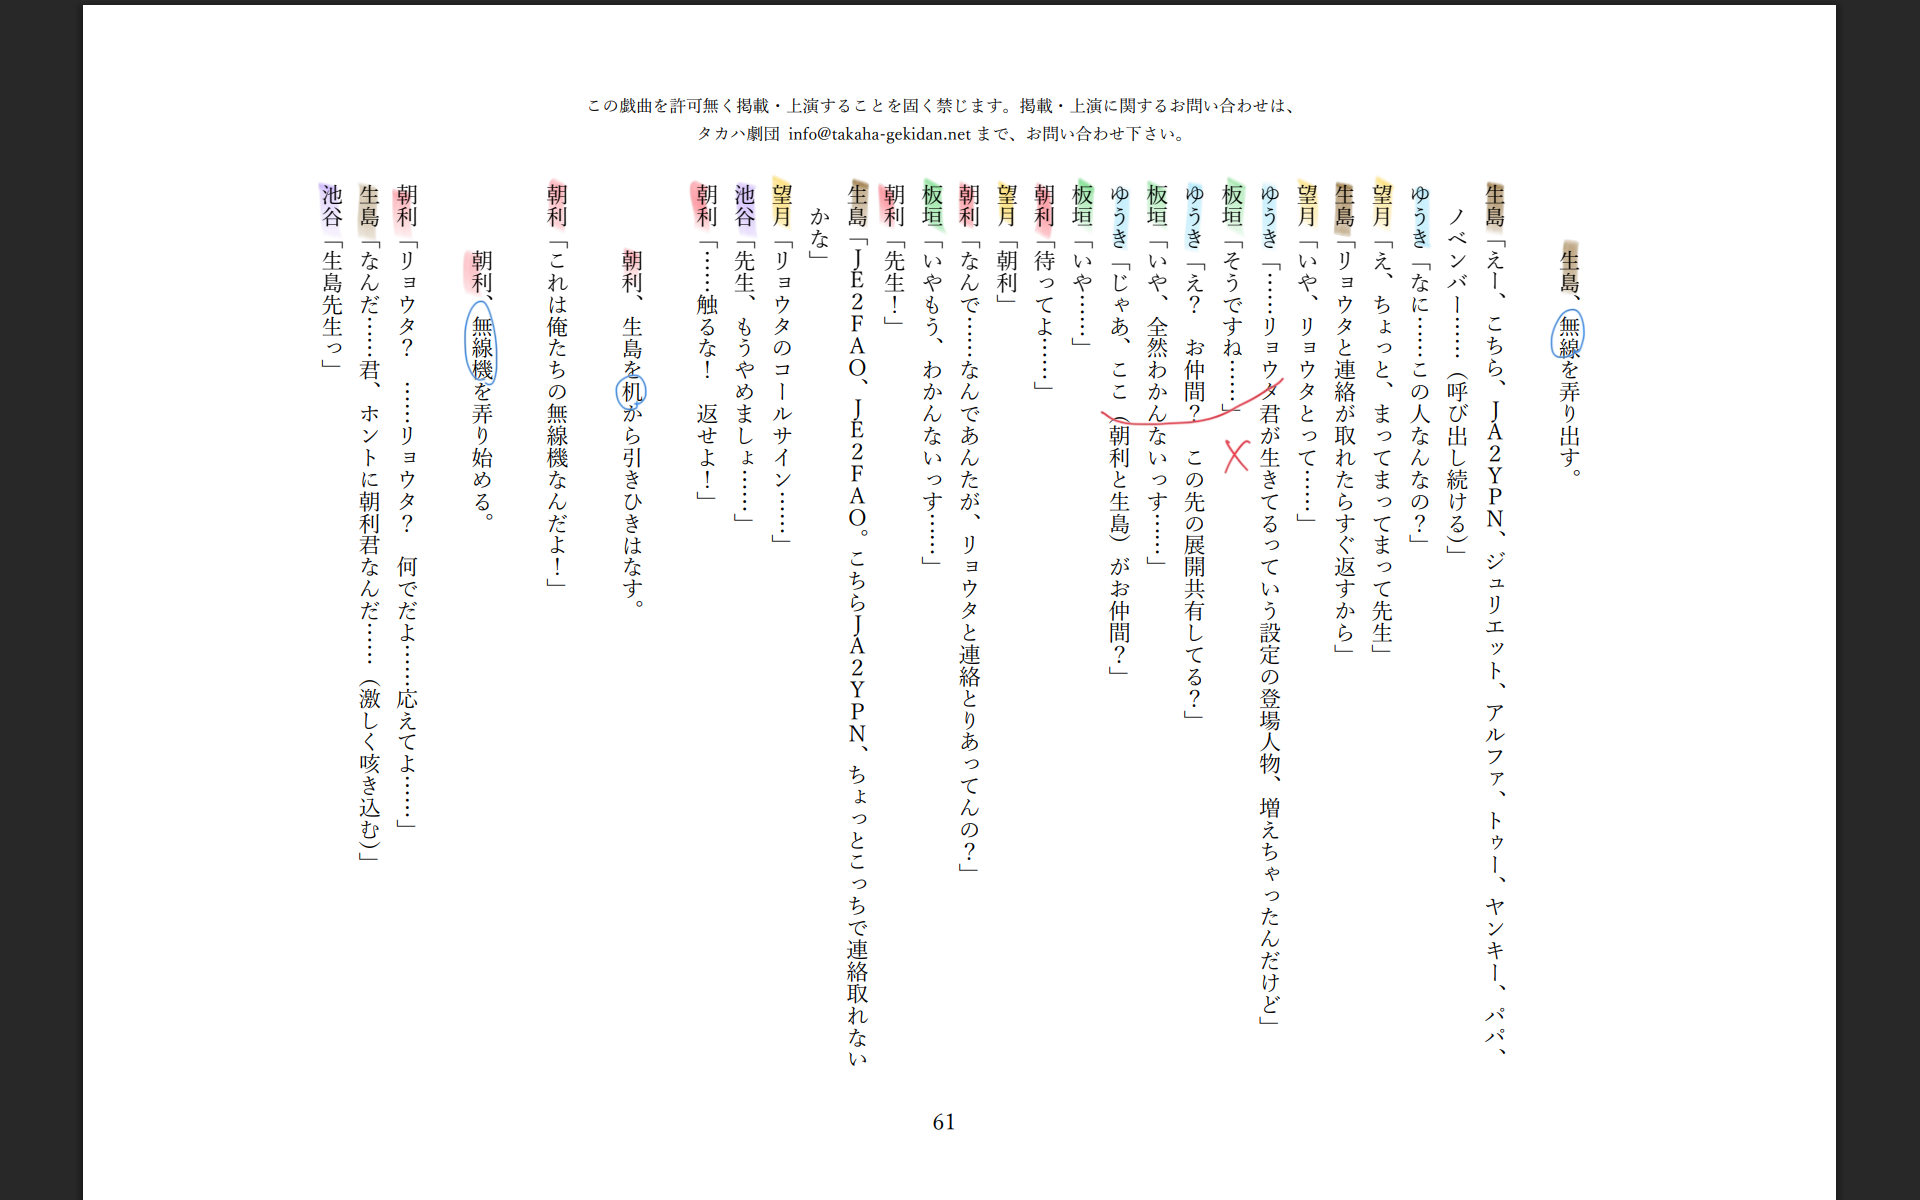 この戯曲を許可無く掲載・上演することを固く禁じます。掲載・上演に関するお問い合わせは、
タカハ劇団 info@takaha-gekidan.net まで、お問い合わせ下さい。
生島、無線を弄り出す。
生島「えー、こちら、ＪＡ２ＹＰＮ、ジュリエット、アルファ、トゥー、ヤンキー、パパ、
ノベンバー……（呼び出し続ける）」
ゆうき「なに……この人なんなの？」
望月「え、ちょっと、まってまってまって先生」
生島「リョウタと連絡が取れたらすぐ返すから」
望月「いや、リョウタとって……」
ゆうき「……リョウタ君が生きてるっていう設定の登場人物、増えちゃったんだけど」
板垣「そうですね……」
ゆうき「え？　お仲間？　この先の展開共有してる？」
板垣「いや、全然わかんないっす……」
ゆうき「じゃあ、ここ（朝利と生島）がお仲間？」
板垣「いや……」
朝利「待ってよ……」
望月「朝利」
朝利「なんで……なんであんたが、リョウタと連絡とりあってんの？」
板垣「いやもう、わかんないっす……」
朝利「先生！」
生島「ＪＥ２ＦＡＯ、ＪＥ２ＦＡＯ。こちらＪＡ２ＹＰＮ、ちょっとこっちで連絡取れない
かな」
望月「リョウタのコールサイン……」
池谷「先生、もうやめましょ……」
朝利「……触るな！　返せよ！」
朝利、生島を机から引きひきはなす。
朝利「これは俺たちの無線機なんだよ！」
朝利、無線機を弄り始める。
朝利「リョウタ？　……リョウタ？　何でだよ……応えてよ……」
生島「なんだ……君、ホントに朝利君なんだ……（激しく咳き込む）」
池谷「生島先生っ」
61